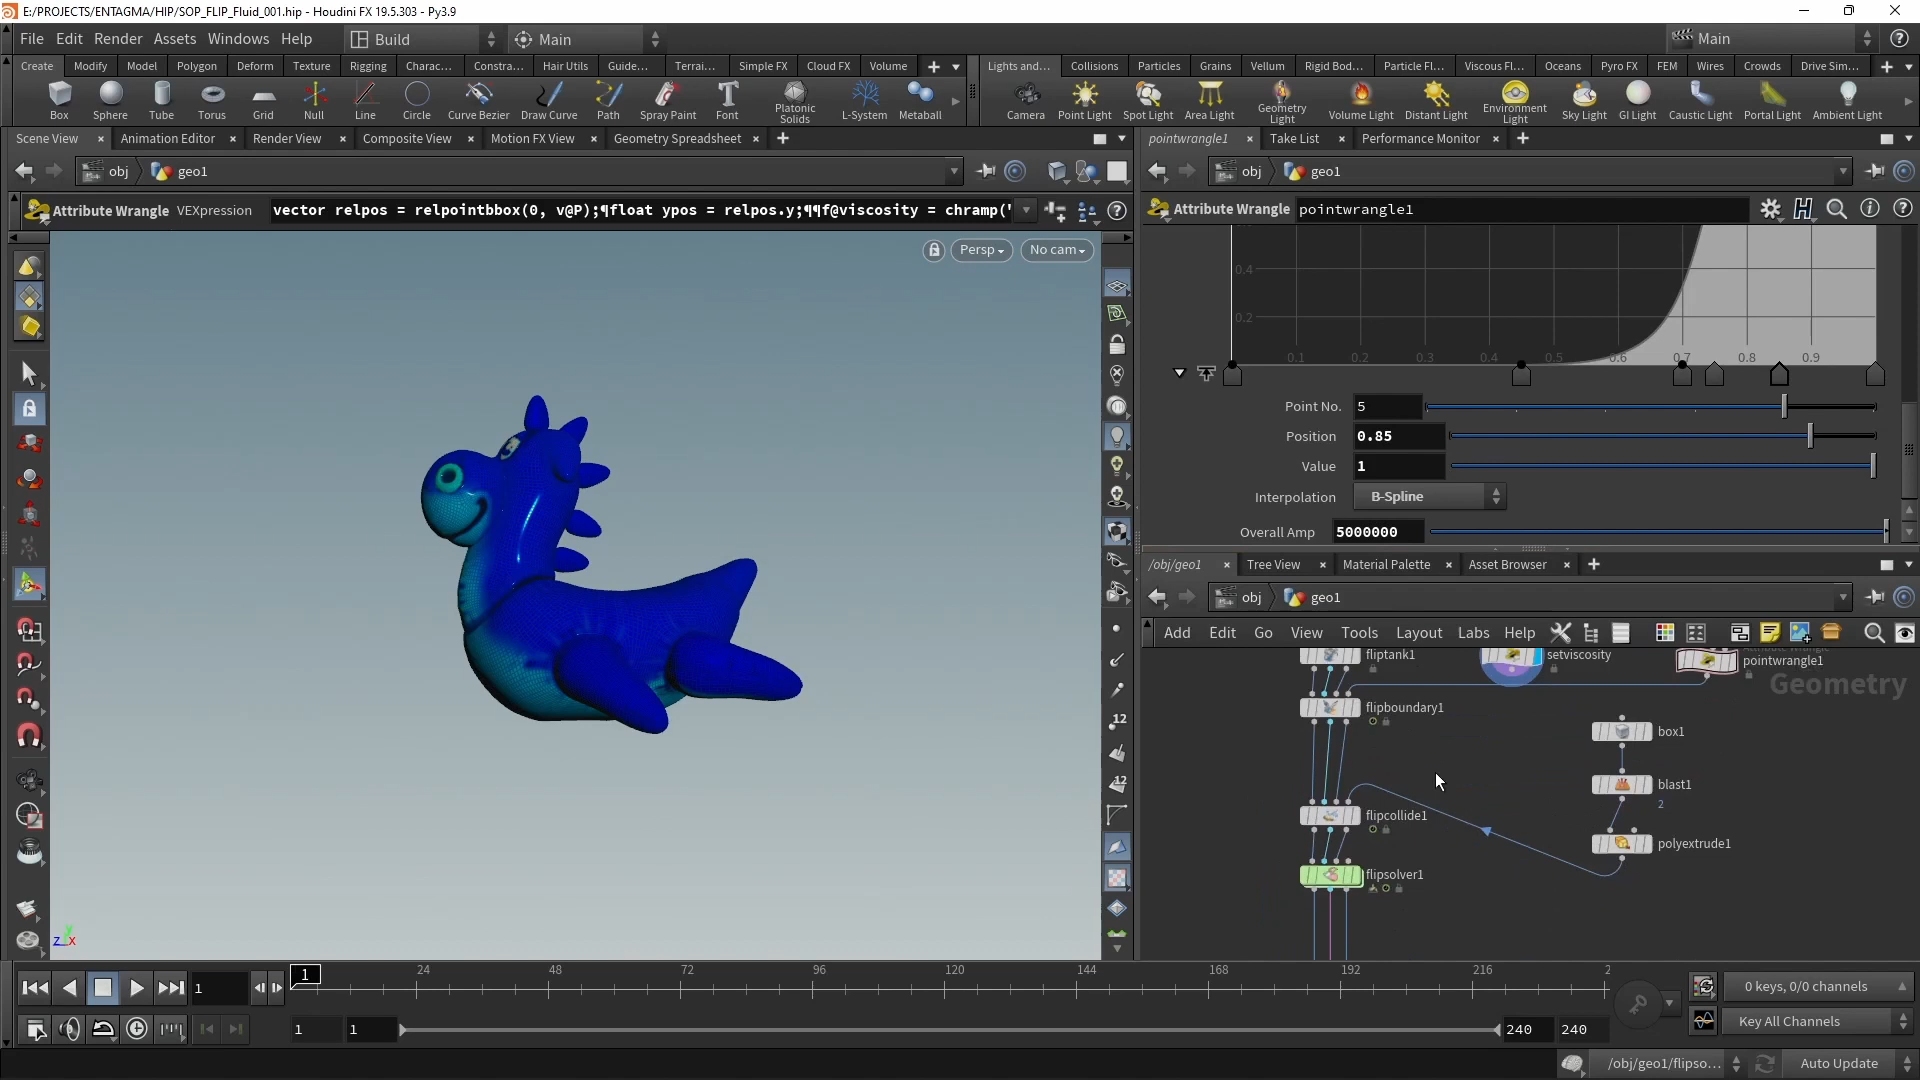 E:/PROJECTS/ENTAGMA/HIP/SOP_FLIP_Fluid_001.hip - Houdini FX 19.5.303 - Py3.9
File Edit Render Assets Windows Help Build Main Main
Create Modify Model Polygon Deform Texture Rigging Charac... Constra... Hair Utils Guide... Terrai... Simple FX Cloud FX Volume
Lights and... Collisions Particles Grains Vellum Rigid Bod... Particle Fl... Viscous Fl... Oceans Pyro FX FEM Wires Crowds Drive Sim...
Box Sphere Tube Torus Grid Null Line Circle Curve Bezier Draw Curve Path Spray Paint Font Platonic Solids L-System Metaball
Camera Point Light Spot Light Area Light Geometry Light Volume Light Distant Light Environment Light Sky Light GI Light Caustic Light Portal Light Ambient Light
Scene View Animation Editor Render View Composite View Motion FX View Geometry Spreadsheet
pointwrangle1 Take List Performance Monitor
obj geo1
obj geo1
Attribute Wrangle VEXpression vector relpos = relpointbbox(0, v@P);¶float ypos = relpos.y;¶¶f@viscosity = chramp('
Attribute Wrangle pointwrangle1
Persp No cam
0.4
0.2
0.1 0.2 0.3 0.4 0.5 0.6 0.7 0.8 0.9
Point No. 5
Position 0.85
Value 1
Interpolation B-Spline
Overall Amp 5000000
/obj/geo1 Tree View Material Palette Asset Browser
obj geo1
Add Edit Go View Tools Layout Labs Help
fliptank1 setviscosity
Attribute Wrangle
pointwrangle1
Geometry
flipboundary1
box1
blast1
2
flipcollide1
polyextrude1
flipsolver1
12
12
z x y
1
1 24 48 72 96 120 144 168 192 216 2
0 keys, 0/0 channels
1 1 240 240
Key All Channels
/obj/geo1/flipso... Auto Update